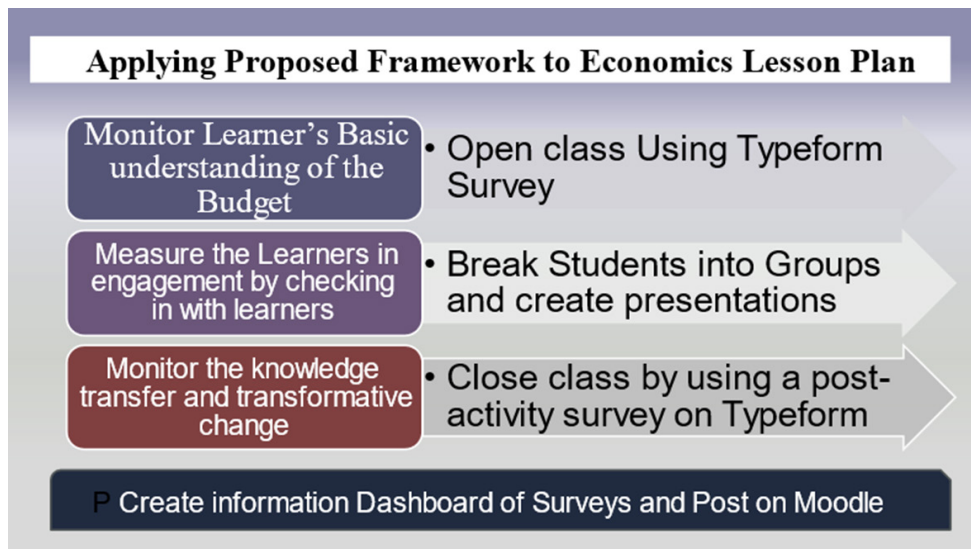 Applying Proposed Framework to Economics Lesson Plan
Monitor Learner's Basic
understanding of the
Budget
• Open class Using Typeform
Survey
Measure the Learners in
engagement by checking
in with learners
• Break Students into Groups
and create presentations
Monitor the knowledge
transfer and transformative
change
• Close class by using a post-
activity survey on Typeform
P Create information Dashboard of Surveys and Post on Moodle